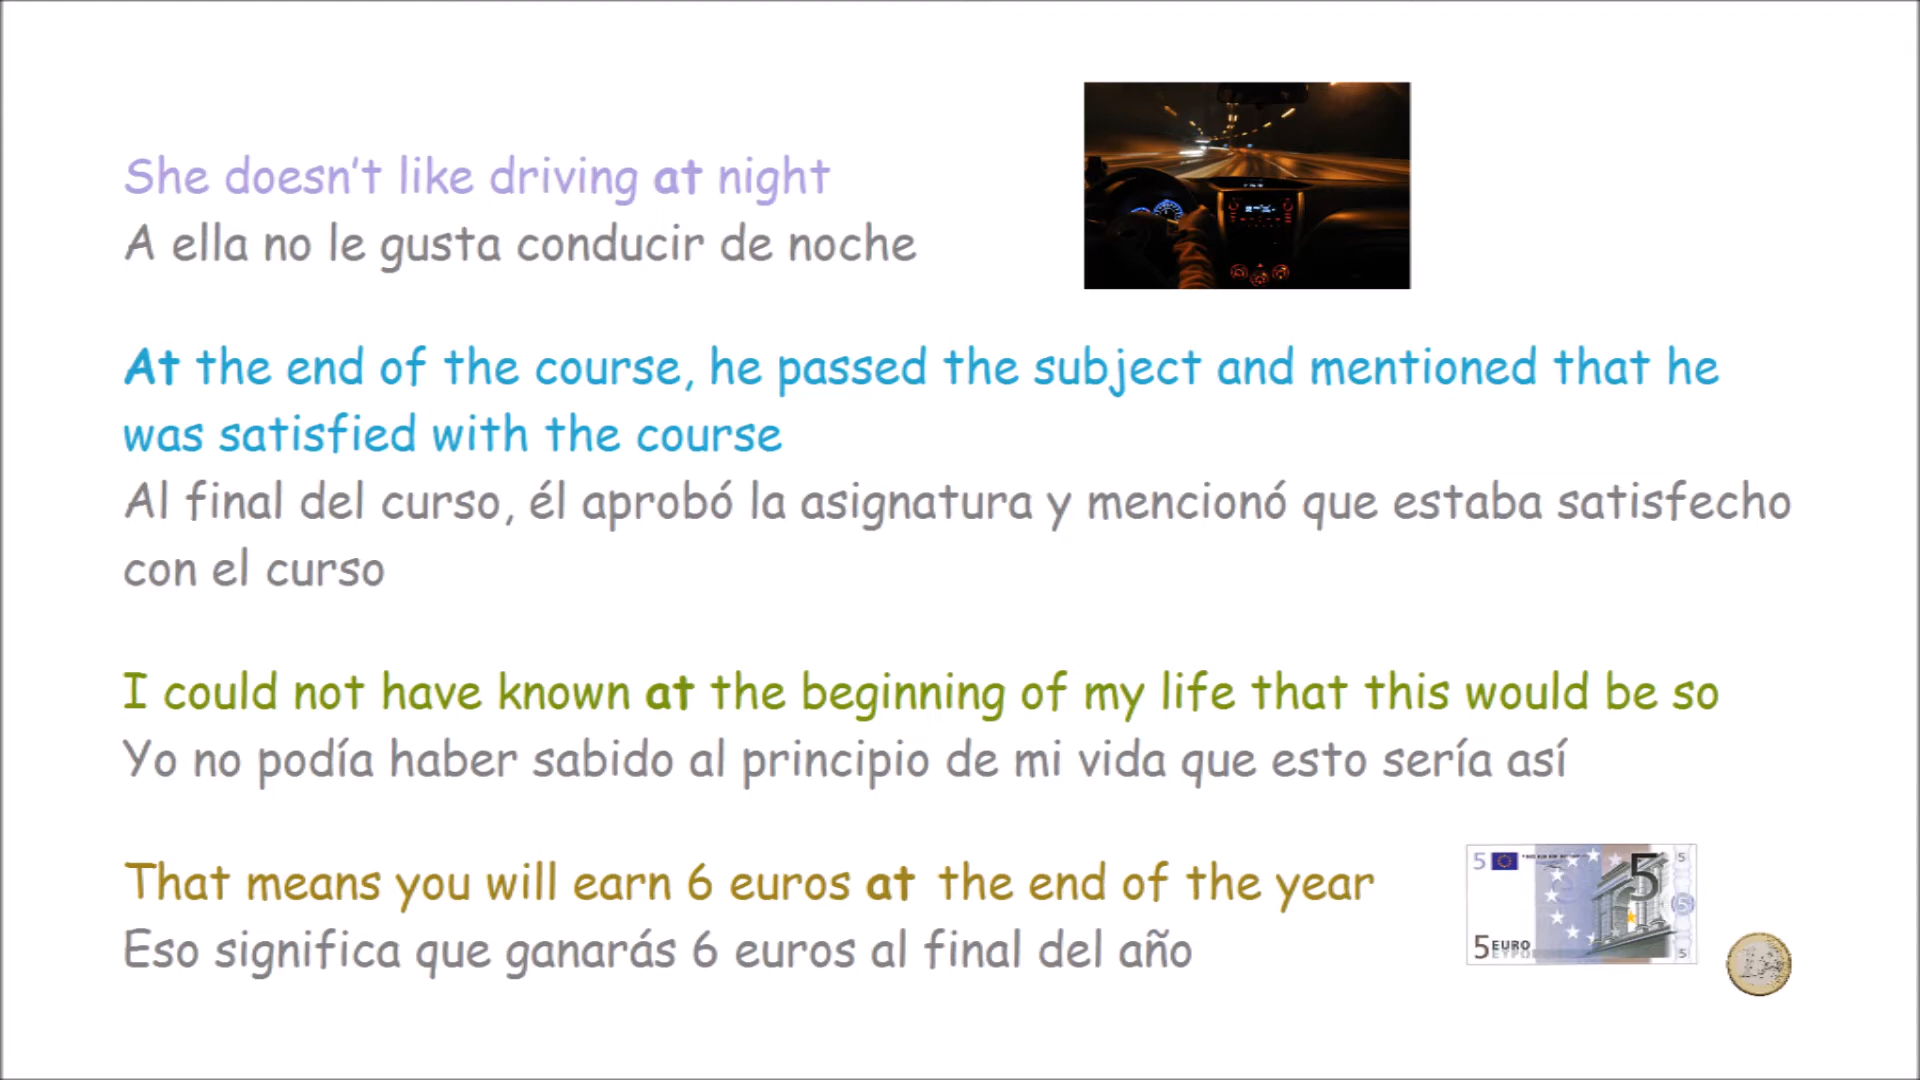 She doesn't like driving at night
A ella no le gusta conducir de noche
At the end of the course, he passed the subject and mentioned that he
was satisfied with the course
Al final del curso, él aprobó la asignatura y mencionó que estaba satisfecho
con el curso
I could not have known at the beginning of my life that this would be so
Yo no podía haber sabido al principio de mi vida que esto sería así
That means you will earn 6 euros at the end of the year
Eso significa que ganarás 6 euros al final del año
5 5
5
5 EURO
ΕΥΡΩ
5
1